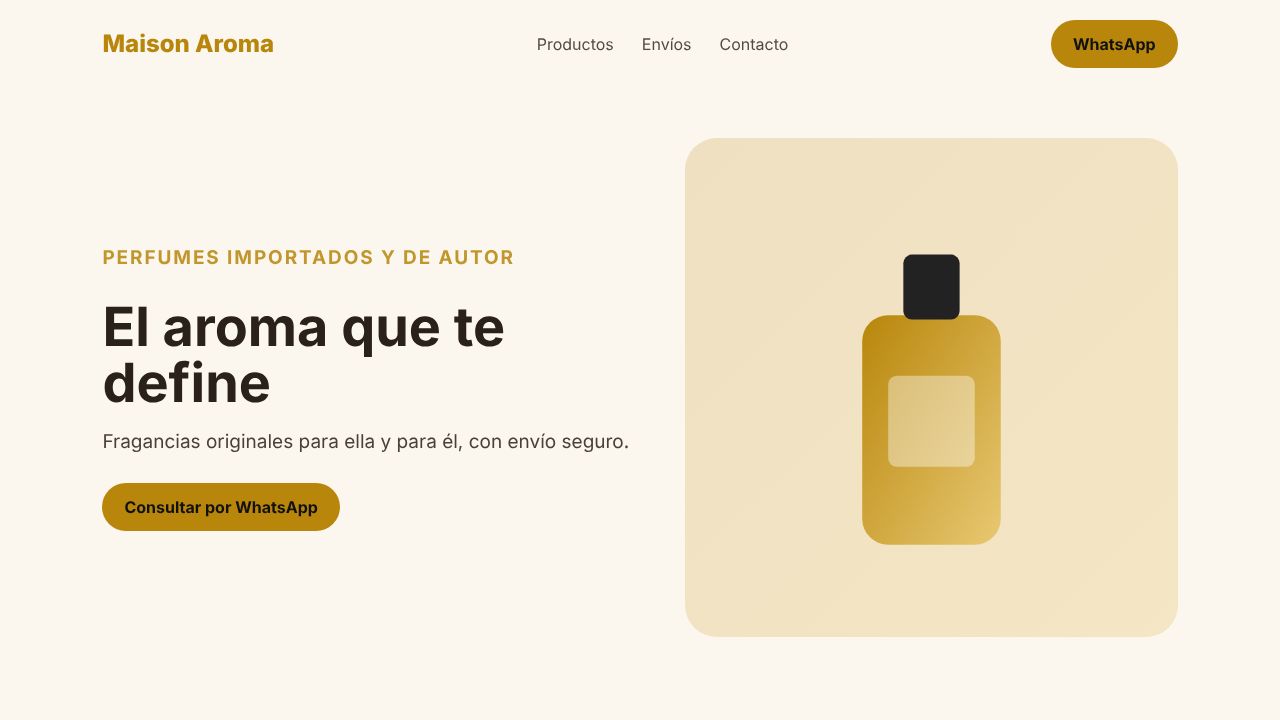 Maison Aroma
Productos Envíos Contacto
WhatsApp
PERFUMES IMPORTADOS Y DE AUTOR
El aroma que te
define
Fragancias originales para ella y para él, con envío seguro.
Consultar por WhatsApp